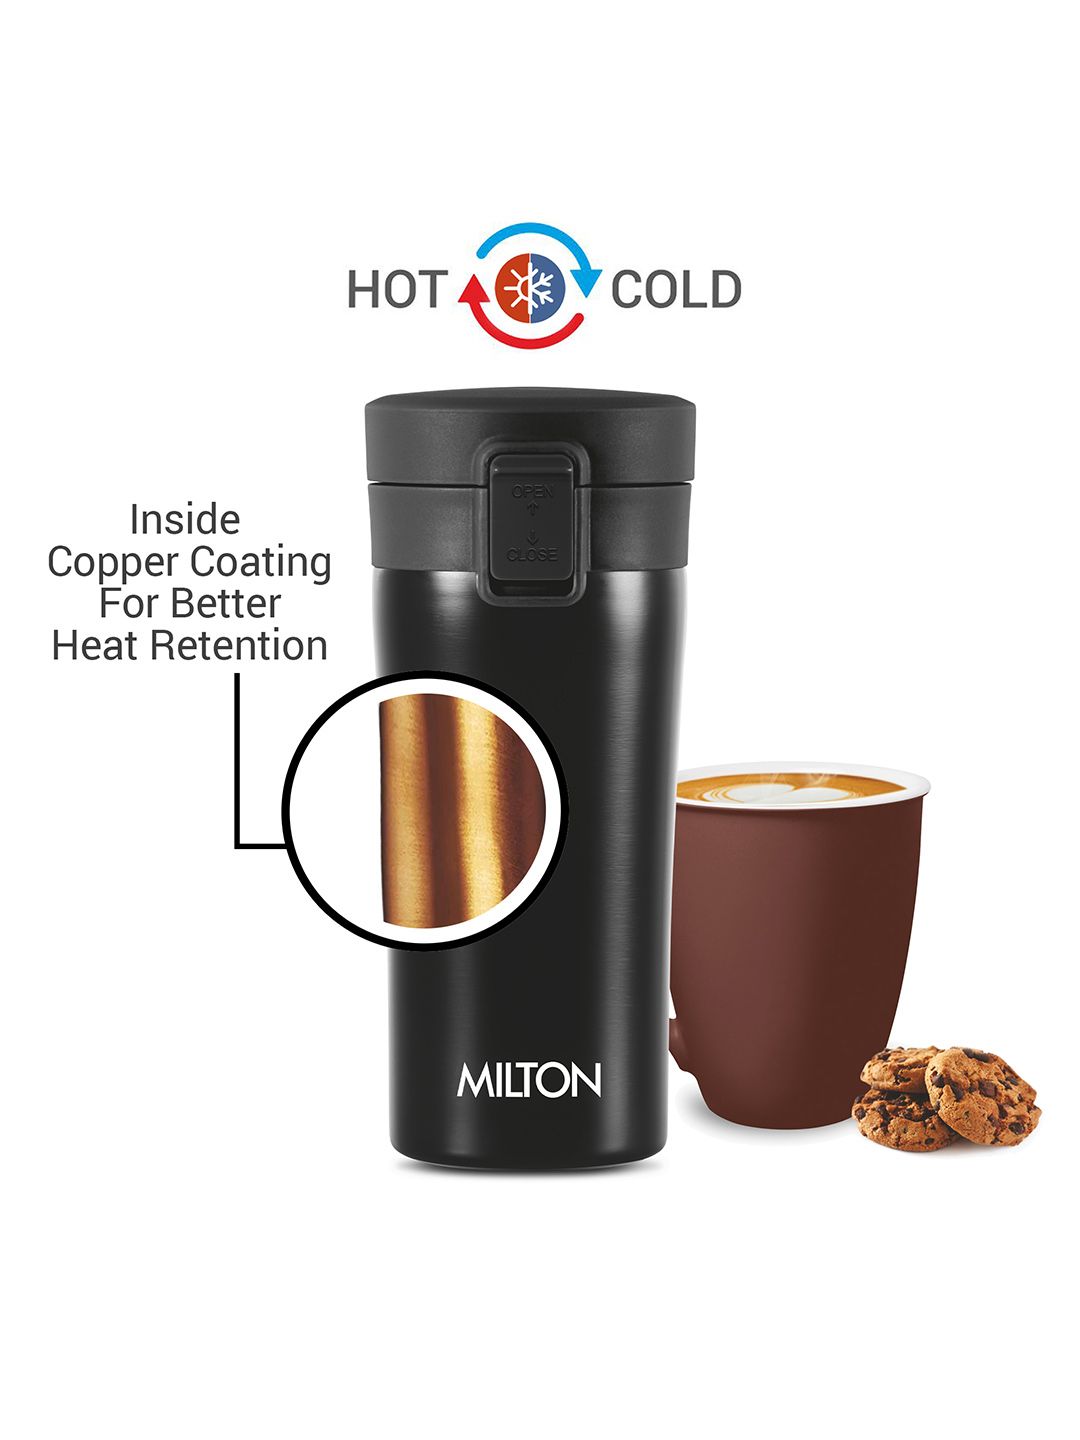 HOT COLD
OPEN
CLOSE
Inside
Copper Coating
For Better
Heat Retention
MILTON